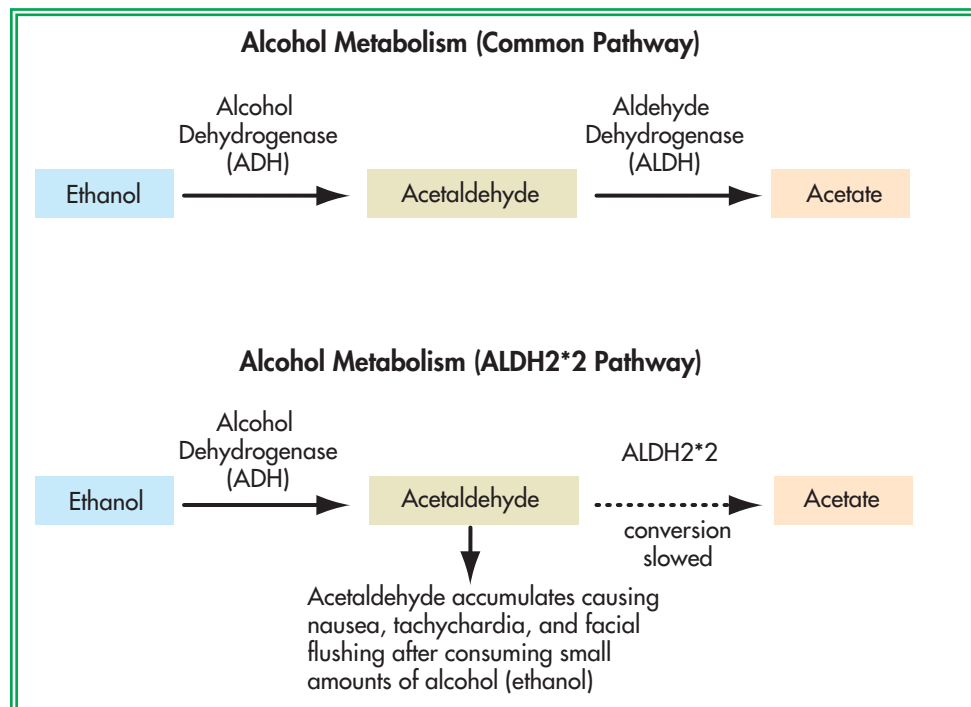 Alcohol Metabolism (Common Pathway)
Alcohol
Dehydrogenase
(ADH)
Aldehyde
Dehydrogenase
(ALDH)
Ethanol
Acetaldehyde
Acetate
Alcohol Metabolism (ALDH2*2 Pathway)
Alcohol
Dehydrogenase
(ADH)
ALDH2*2
Ethanol
Acetaldehyde
Acetate
conversion
slowed
Acetaldehyde accumulates causing
nausea, tachychardia, and facial
flushing after consuming small
amounts of alcohol (ethanol)